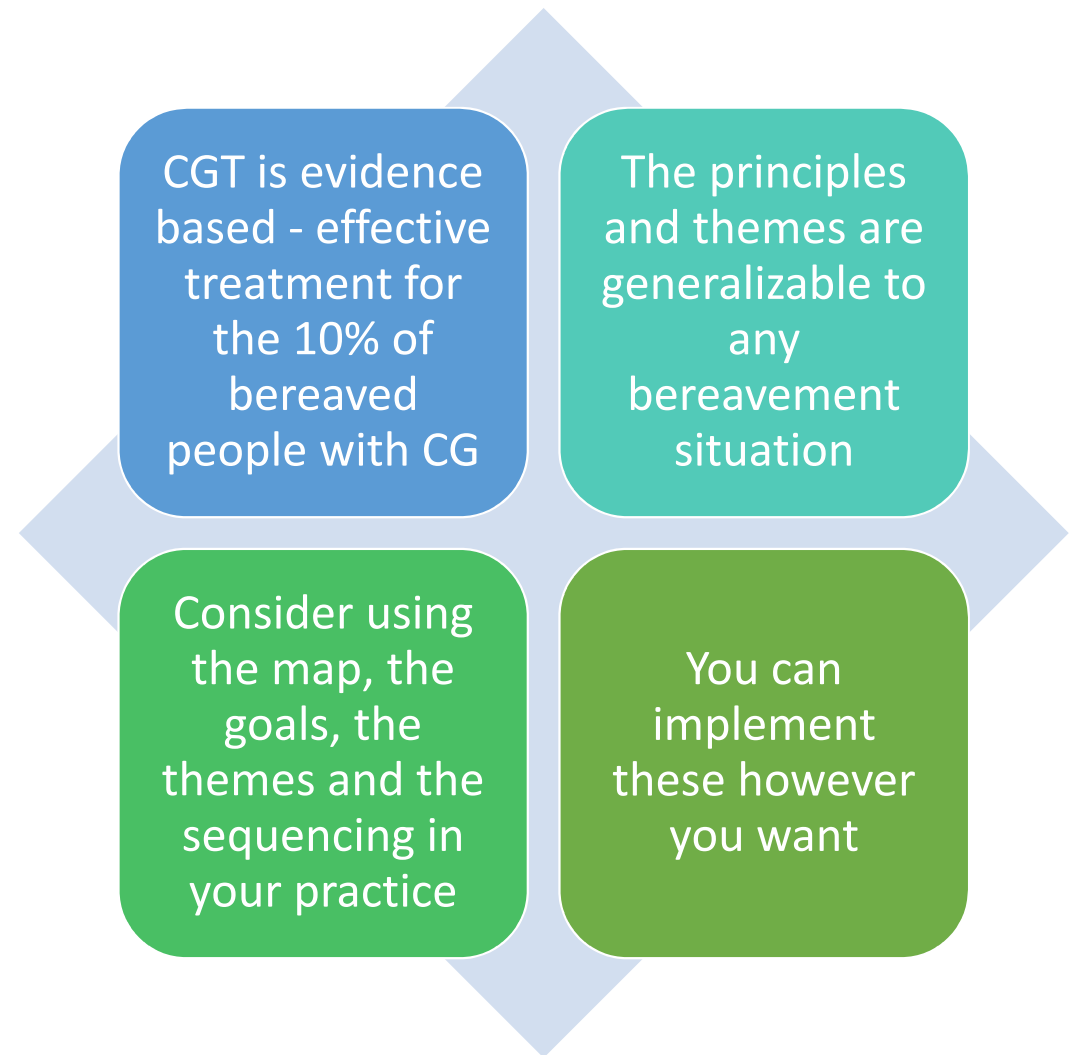 CGT is evidence
based - effective
treatment for
the 10% of
bereaved
people with CG
The principles
and themes are
generalizable to
any
bereavement
situation
Consider using
the map, the
goals, the
themes and the
sequencing in
your practice
You can
implement
these however
you want